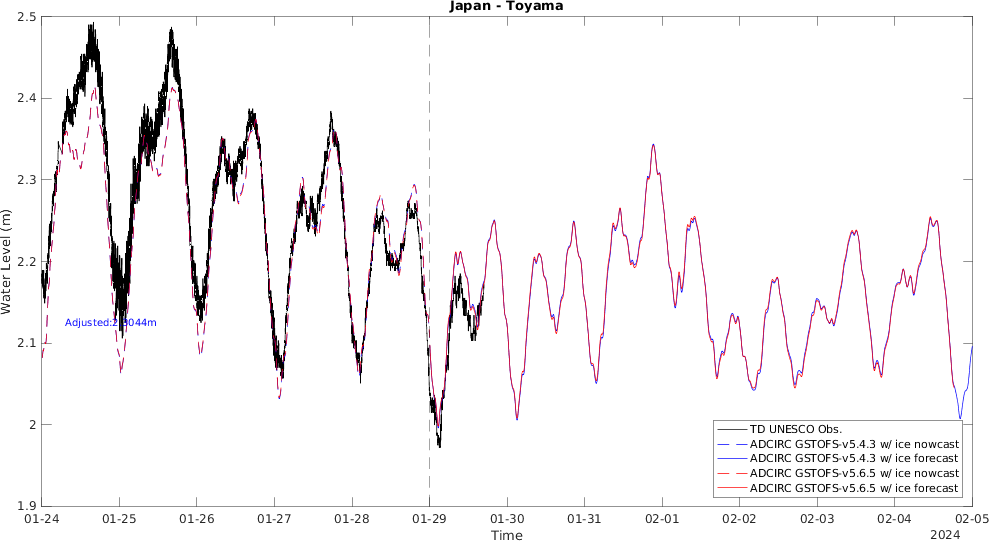 Japan - Toyama
2.5
2.4
2.3
2.2
2.1
2
1.9
Water Level (m)
Adjusted:2.3044m
TD UNESCO Obs.
ADCIRC GSTOFS-v5.4.3 w/ ice nowcast
ADCIRC GSTOFS-v5.4.3 w/ ice forecast
ADCIRC GSTOFS-v5.6.5 w/ ice nowcast
ADCIRC GSTOFS-v5.6.5 w/ ice forecast
01-24 01-25 01-26 01-27 01-28 01-29 01-30 01-31 02-01 02-02 02-03 02-04 02-05
Time
2024